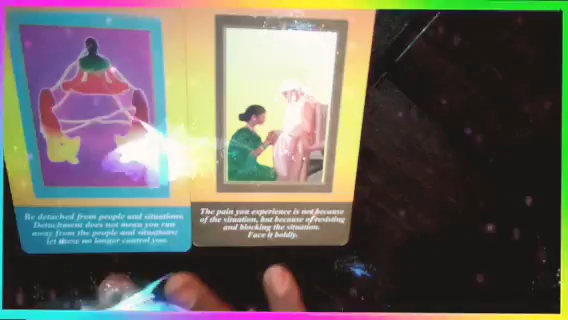 Be detached from people and situations.
Detachment does not mean you run
away from the people and situations;
let these no longer control you.
The pain you experience is not because
of the situation, but because of resisting
and blocking the situation.
Face it boldly.